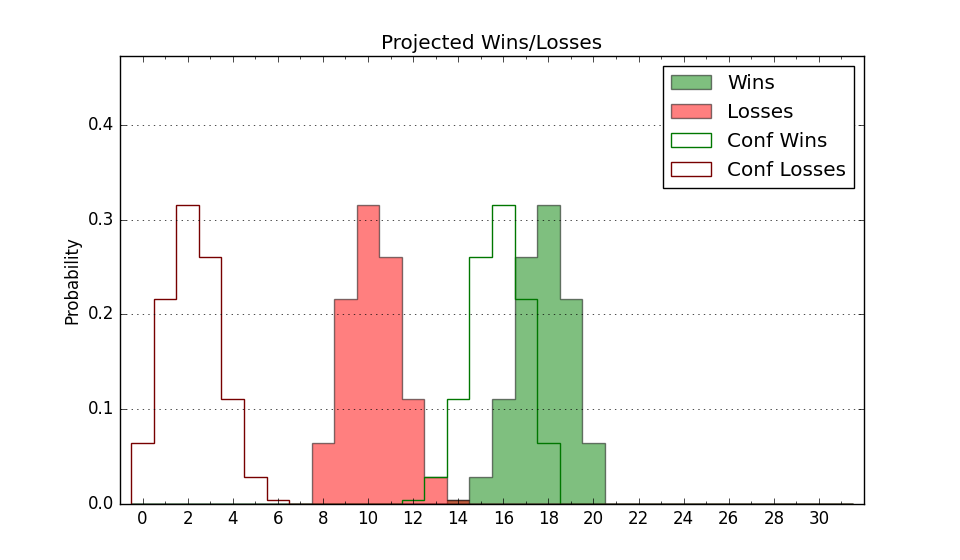 Projected Wins/Losses
Wins
Losses
Conf Wins
Conf Losses
Probability
0.4
0.3
0.2
0.1
0.0
0 2 4 6 8 10 12 14 16 18 20 22 24 26 28 30